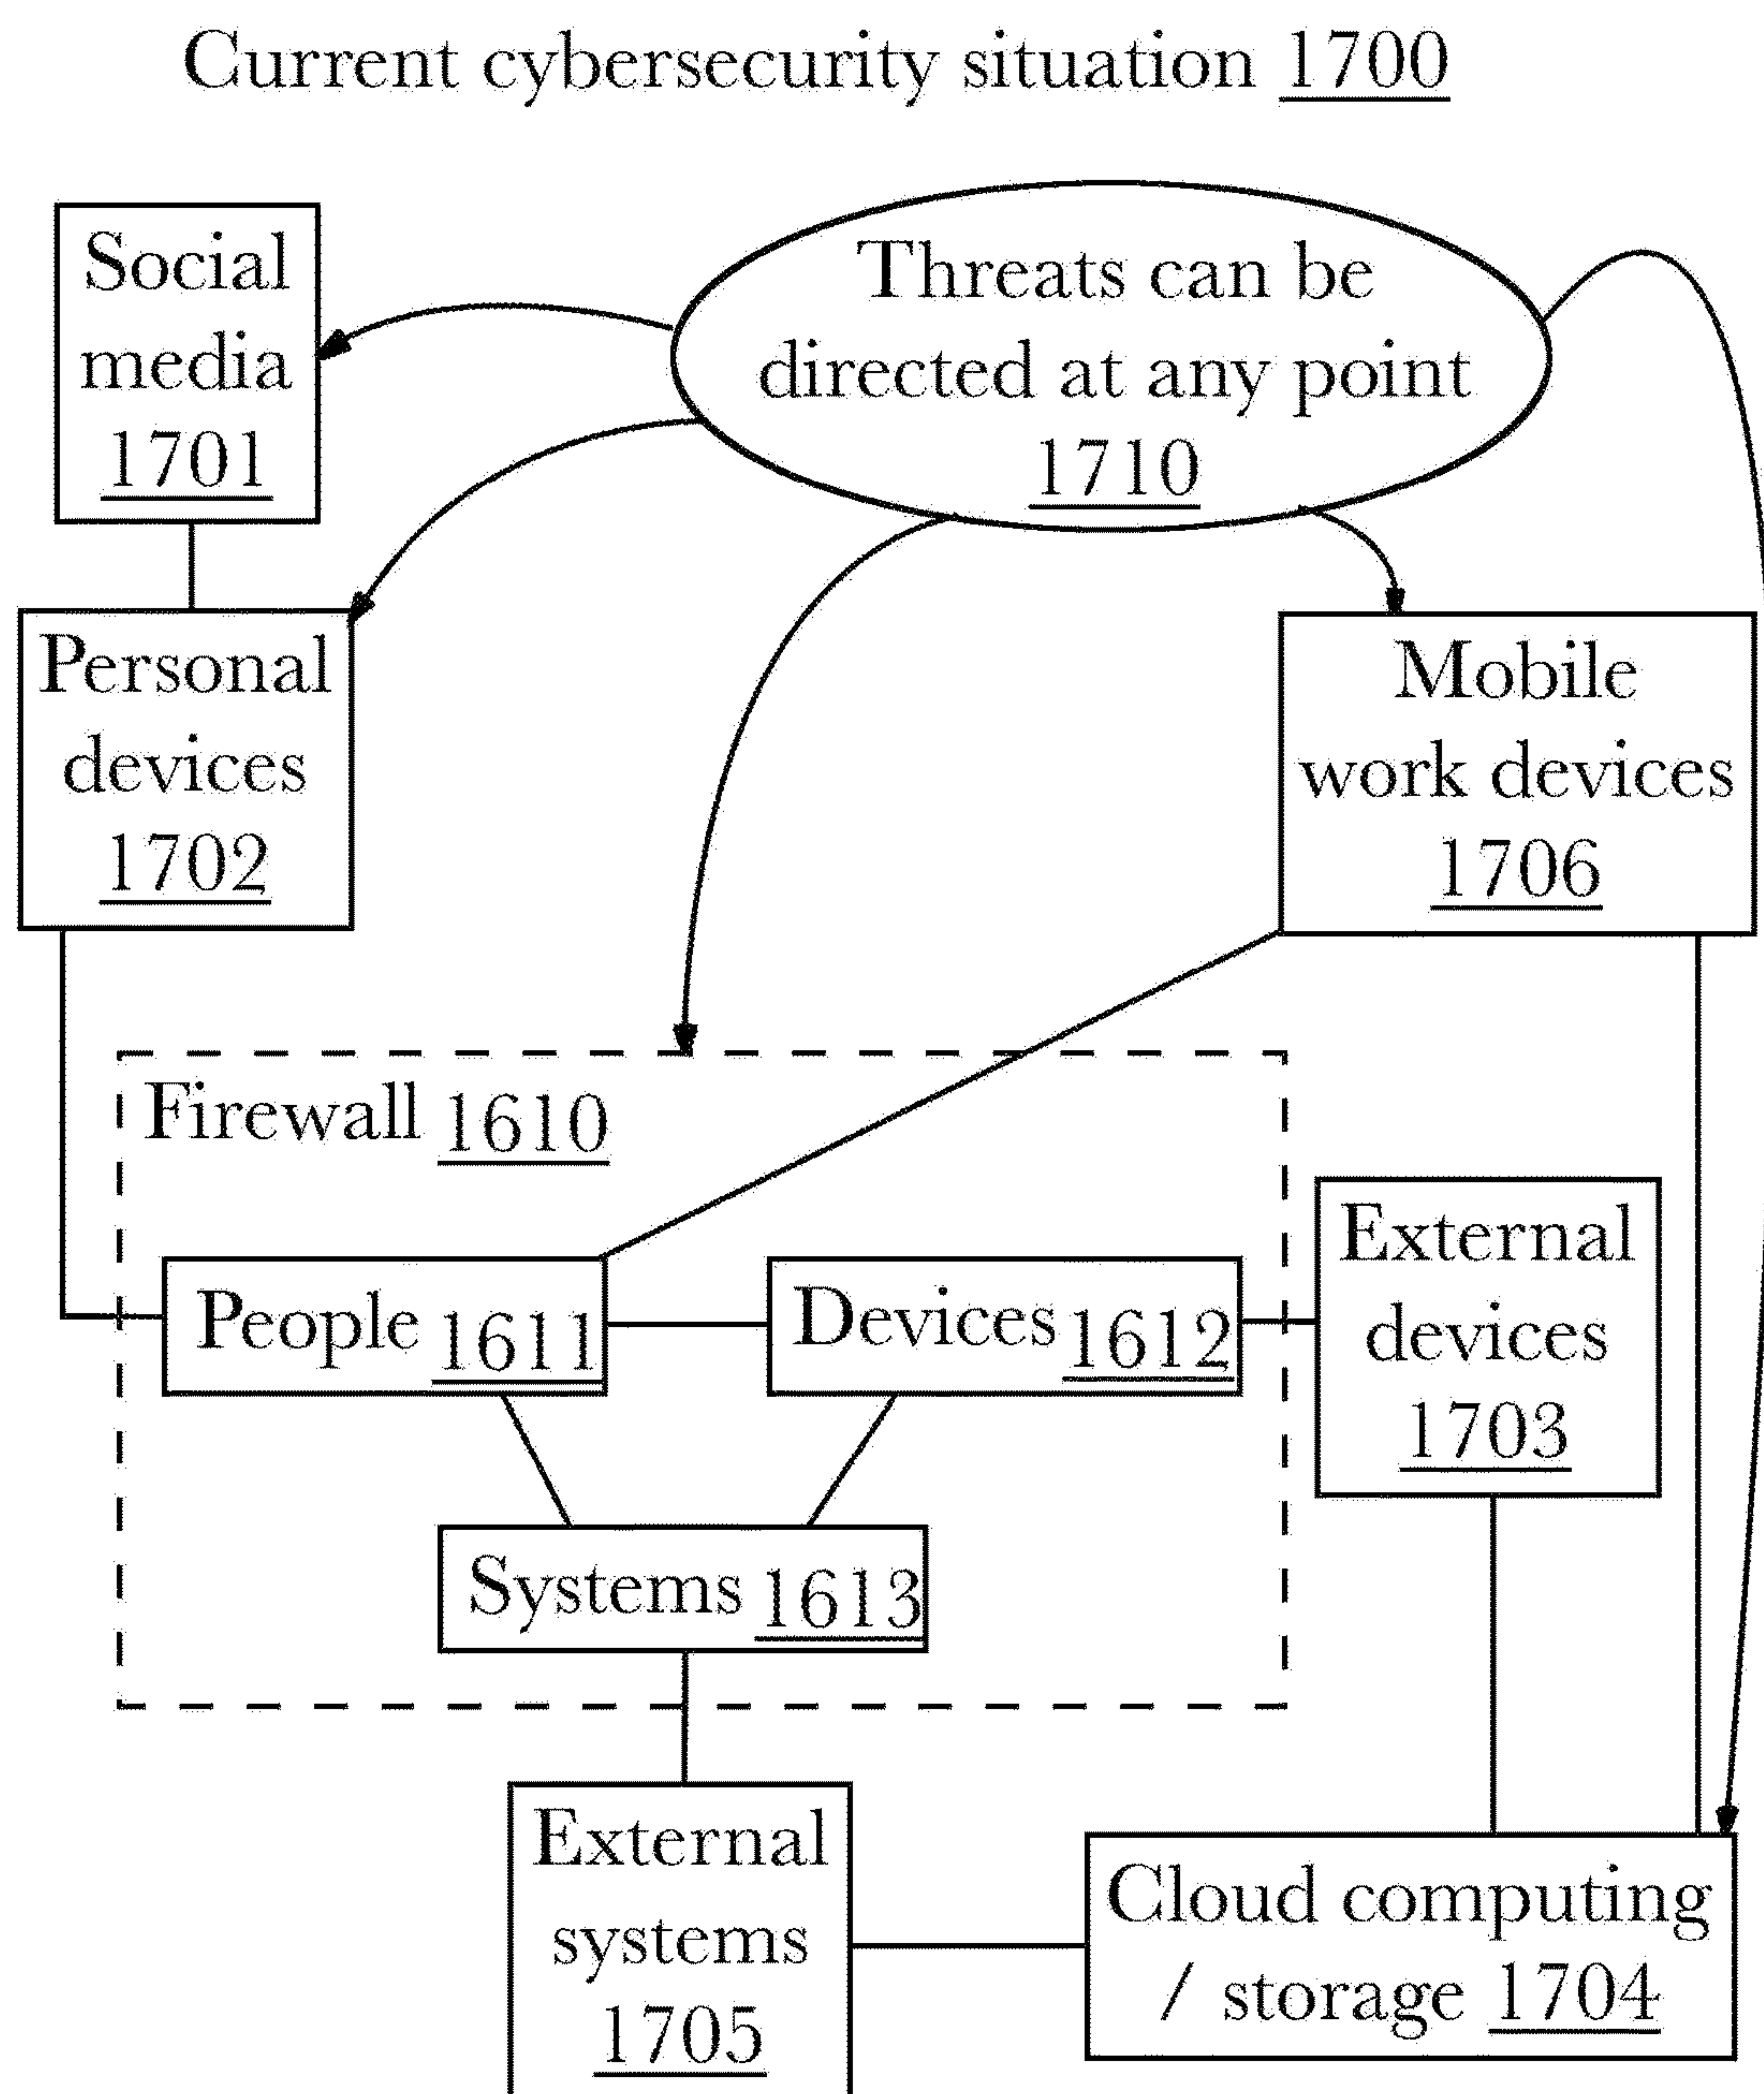 Current cybersecurity situation 1700
Social
media
1701
Threats can be
directed at any point
1710
Personal
devices
1702
Mobile
work devices
1706
Firewall 1610
People 1611
Devices 1612
External
devices
1703
Systems 1613
External
systems
1705
Cloud computing
/ storage 1704